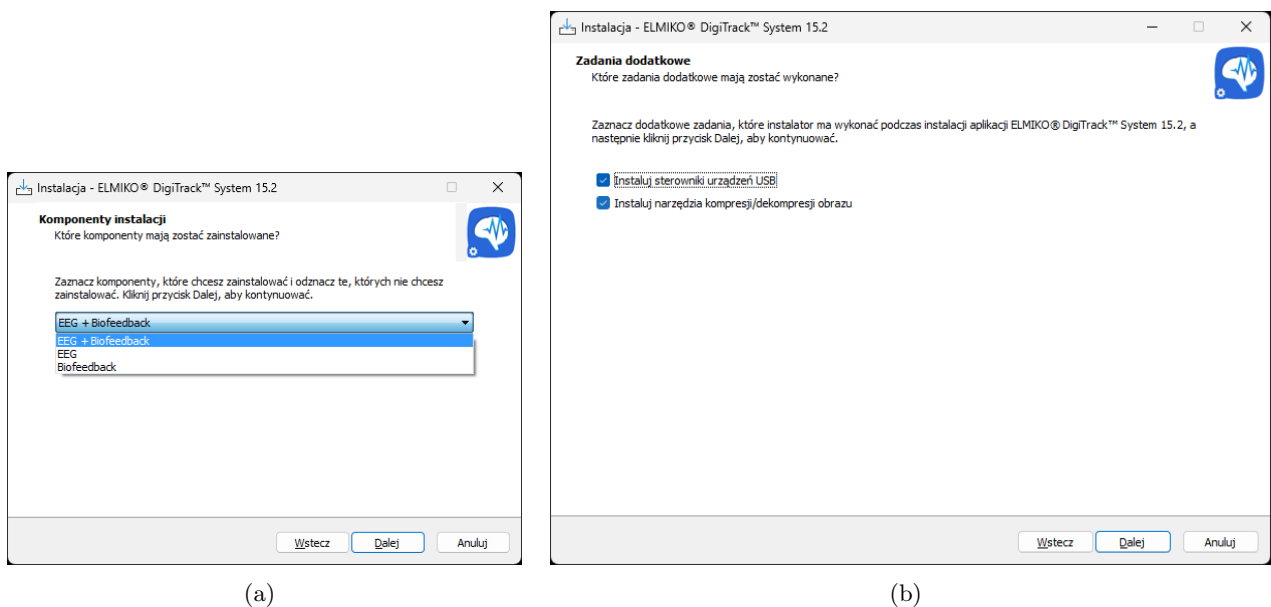 Instalacja - ELMIKO® DigiTrack™ System 15.2
Komponenty instalacji
Które komponenty mają zostać zainstalowane?
Zaznacz komponenty, które chcesz zainstalować i odznacz te, których nie chcesz
zainstalować. Kliknij przycisk Dalej, aby kontynuować.
EEG + Biofeedback
EEG + Biofeedback
EEG
Biofeedback
Wstecz
Dalej
Anuluj
(a)
Instalacja - ELMIKO® DigiTrack™ System 15.2
Zadania dodatkowe
Które zadania dodatkowe mają zostać wykonane?
Zaznacz dodatkowe zadania, które instalator ma wykonać podczas instalacji aplikacji ELMIKO® DigiTrack™ System 15.2, a
następnie kliknij przycisk Dalej, aby kontynuować.
Instaluj sterowniki urządzeń USB
Instaluj narzędzia kompresji/dekompresji obrazu
Wstecz
Dalej
Anuluj
(b)